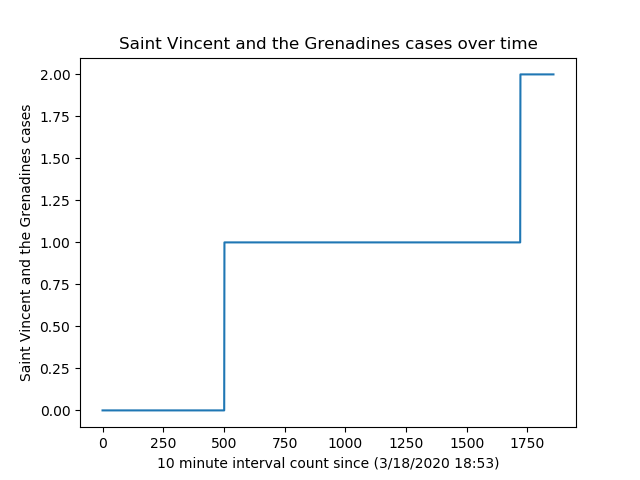 Saint Vincent and the Grenadines cases over time
Saint Vincent and the Grenadines cases
2.00
1.75
1.50
1.25
1.00
0.75
0.50
0.25
0.00
0 250 500 750 1000 1250 1500 1750
10 minute interval count since (3/18/2020 18:53)